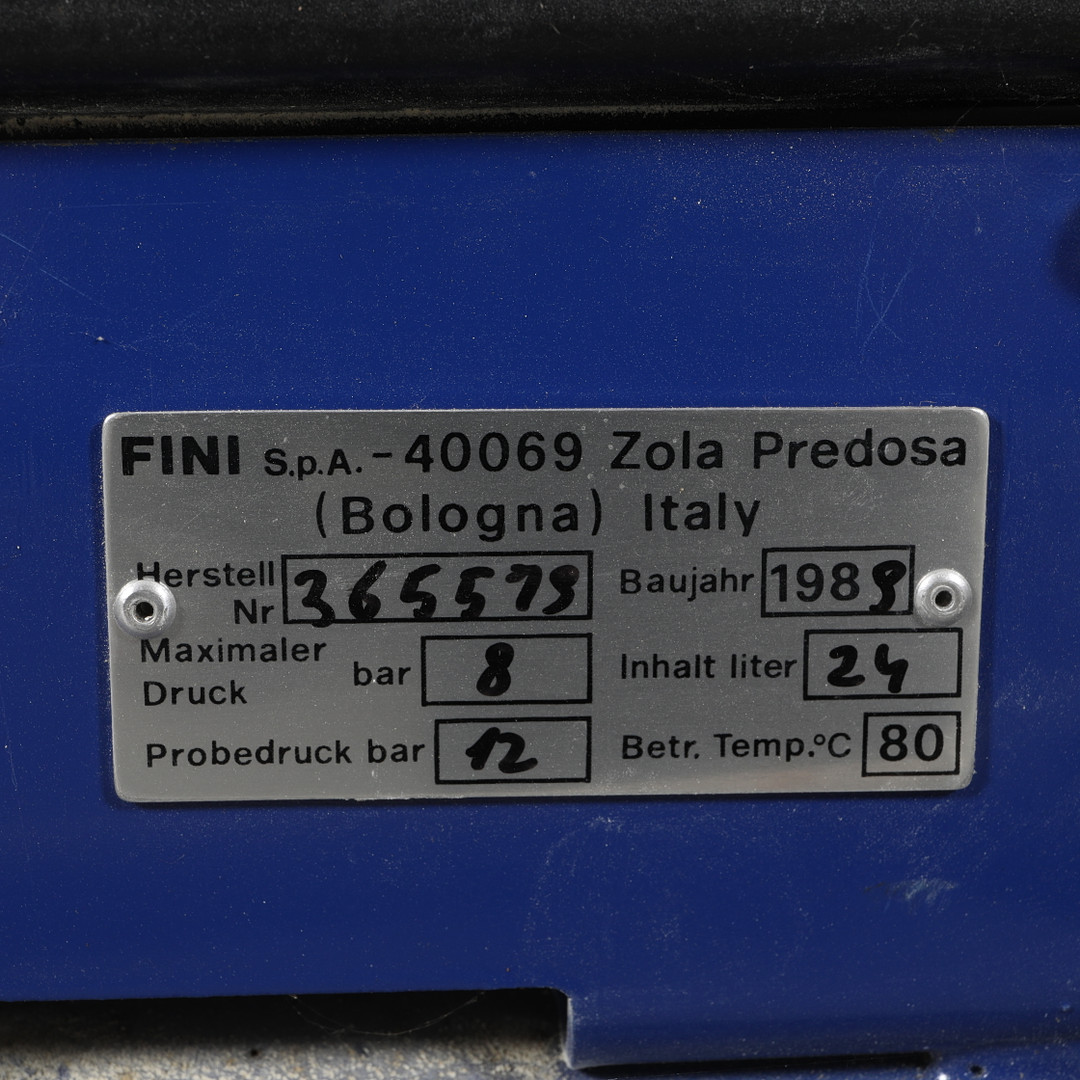 FINI S.p.A. - 40069 Zola Predosa
(Bologna) Italy
Herstell Nr 365579
Baujahr 1989
Maximaler Druck bar 8
Inhalt liter 24
Probedruck bar 12
Betr. Temp.°C 80